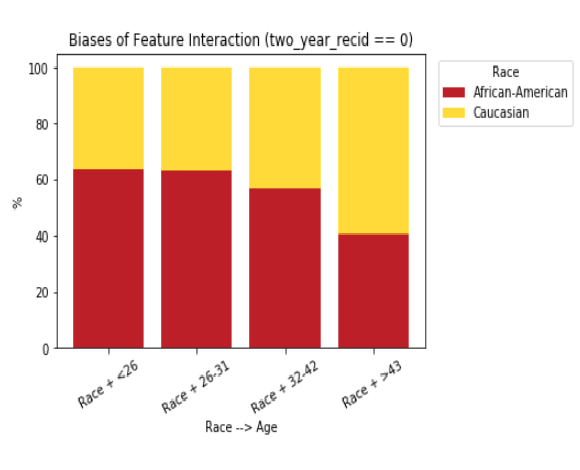 Biases of Feature Interaction (two_year_recid == 0)
Race
African-American
Caucasian
100
80
60
40
20
0
%
Race + <26
Race + 26-31
Race + 32-42
Race + >43
Race --> Age